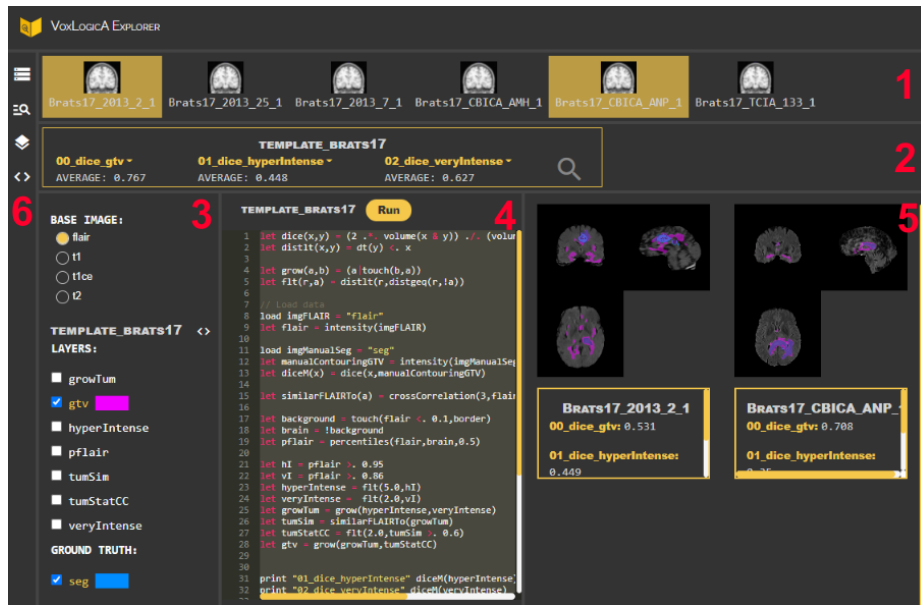 VoxLogicA Explorer
Brats17_2013_2_1 Brats17_2013_25_1 Brats17_2013_7_1 Brats17_CBICA_AMH_1 Brats17_CBICA_ANP_1 Brats17_TCIA_133_1
1
TEMPLATE_BRATS17
00_dice_gtv 01_dice_hyperIntense 02_dice_veryIntense
AVERAGE: 0.767 AVERAGE: 0.448 AVERAGE: 0.627
2
6
3
BASE IMAGE:
flair
t1
t1ce
t2
TEMPLATE_BRATS17 <>
LAYERS:
growTum
gtv
hyperIntense
pflair
tumSim
tumStatCC
veryIntense
GROUND TRUTH:
seg
TEMPLATE_BRATS17 Run
4
1 let dice(x,y) = (2 .*. volume(x & y)) ./. (volum
2 let distlt(x,y) = dt(y) <. x
3
4 let grow(a,b) = (a|touch(b,a))
5 let flt(r,a) = distlt(r,distgeq(r,!a))
6
7 // Load data
8 load imgFLAIR = "flair"
9 let flair = intensity(imgFLAIR)
10
11 load imgManualSeg = "seg"
12 let manualContouringGTV = intensity(imgManualSeg
13 let diceM(x) = dice(x,manualContouringGTV)
14
15 let similarFLAIRTo(a) = crossCorrelation(3,flair
16
17 let background = touch(flair <. 0.1,border)
18 let brain = !background
19 let pflair = percentiles(flair,brain,0.5)
20
21 let hI = pflair >. 0.95
22 let vI = pflair >. 0.86
23 let hyperIntense = flt(5.0,hI)
24 let veryIntense = flt(2.0,vI)
25 let growTum = grow(hyperIntense,veryIntense)
26 let tumSim = similarFLAIRTo(growTum)
27 let tumStatCC = flt(2.0,tumSim >. 0.6)
28 let gtv = grow(growTum,tumStatCC)
29
30
31 print "01_dice_hyperIntense" diceM(hyperIntense)
32 print "02_dice_veryIntense" diceM(veryIntense)
5
Brats17_2013_2_1
00_dice_gtv: 0.531
01_dice_hyperIntense:
0.449
Brats17_CBICA_ANP_1
00_dice_gtv: 0.708
01_dice_hyperIntense: